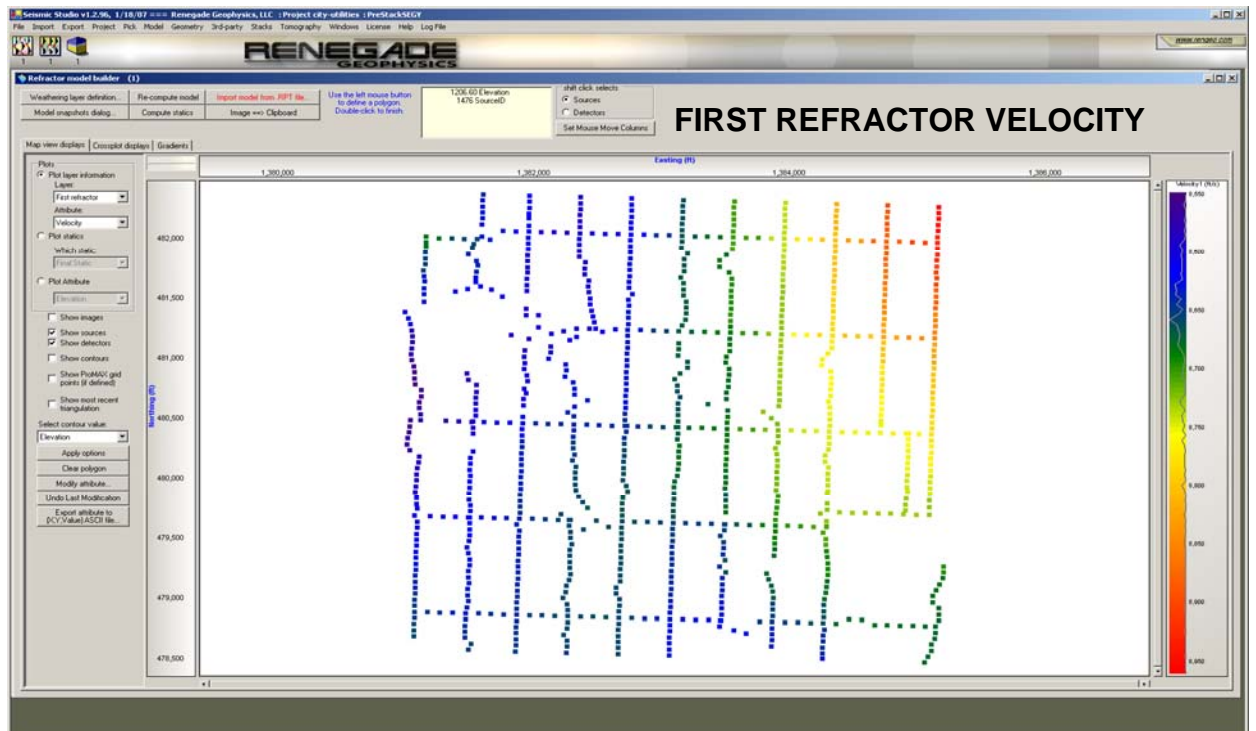 Seismic Studio v1.2.96, 1/18/07 === Renegade Geophysics, LLC : Project city-utilities : PreStackSEGY
File Import Export Project Pick Model Geometry 3rd-party Stacks Tomography Windows License Help Log File
1 1 1
RENEGADE
GEOPHYSICS
www.rengeo.com
Refractor model builder (1)
Weathering layer definition... Re-compute model Import model from .RPT file...
Model snapshots dialog... Compute statics Image ==> Clipboard
Use the left mouse button
to define a polygon.
Double-click to finish.
1206.60 Elevation
1476 SourceID
shift click selects
Sources
Detectors
Set Mouse Move Columns
FIRST REFRACTOR VELOCITY
Map view displays Crossplot displays Gradients
Plots
Plot layer information
Layer:
First refractor
Attribute:
Velocity
Plot statics
Which static:
Final Static
Plot Attribute
Elevation
Show images
Show sources
Show detectors
Show contours
Show ProMAX grid
points (if defined)
Show most recent
triangulation
Select contour value:
Elevation
Apply options
Clear polygon
Modify attribute...
Undo Last Modification
Export attribute to
(X,Y,Value) ASCII file...
Easting (ft)
1,380,000 1,382,000 1,384,000 1,386,000
Northing (ft)
482,000
481,500
481,000
480,500
480,000
479,500
479,000
478,500
Velocity1 (ft/s)